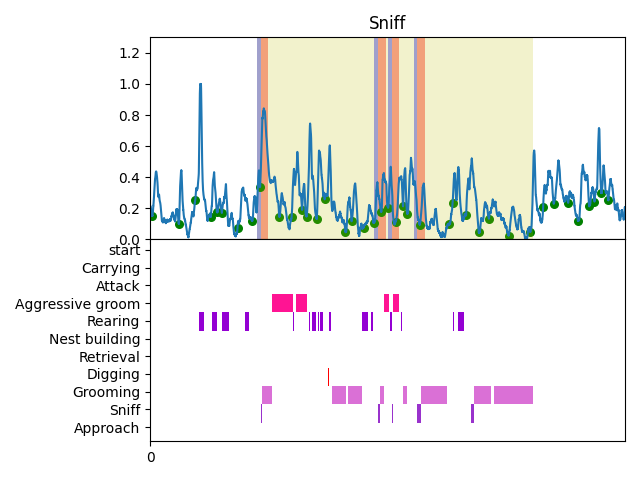 Sniff
1.2
1.0
0.8
0.6
0.4
0.2
0.0
start
Carrying
Attack
Aggressive groom
Rearing
Nest building
Retrieval
Digging
Grooming
Sniff
Approach
0